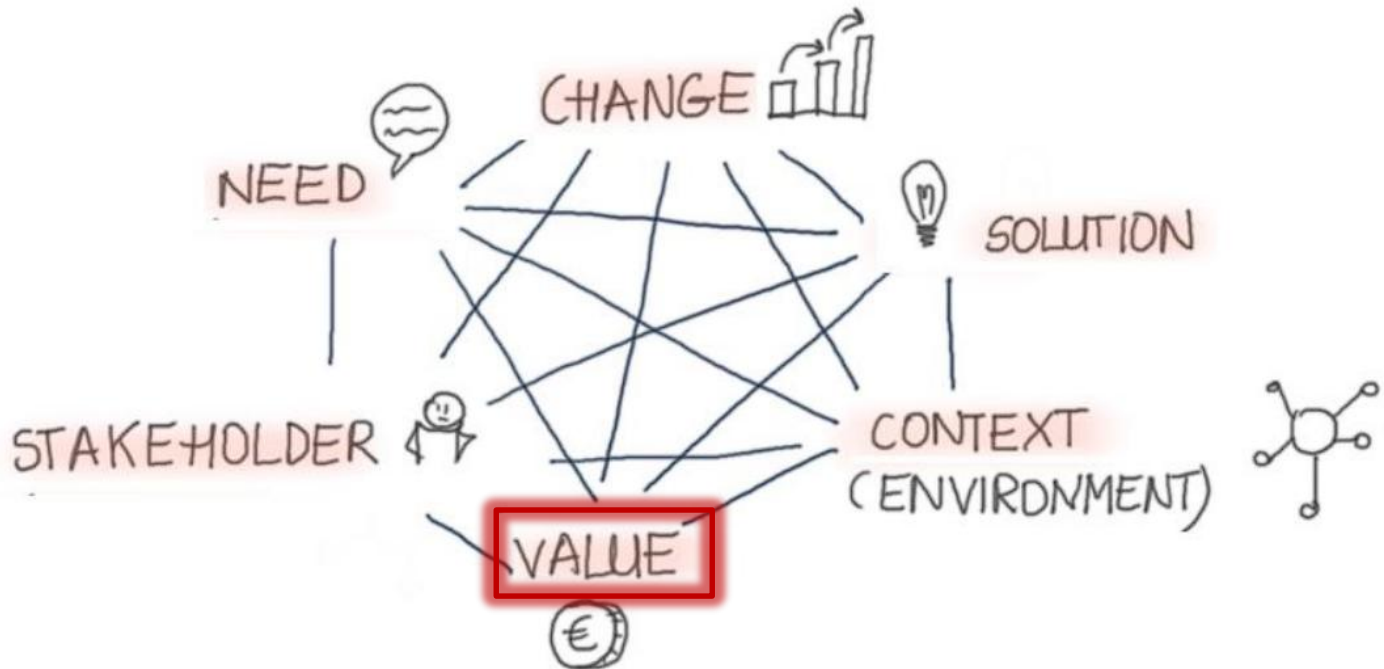 CHANGE
NEED
SOLUTION
STAKEHOLDER
CONTEXT
(ENVIRONMENT)
VALUE
€